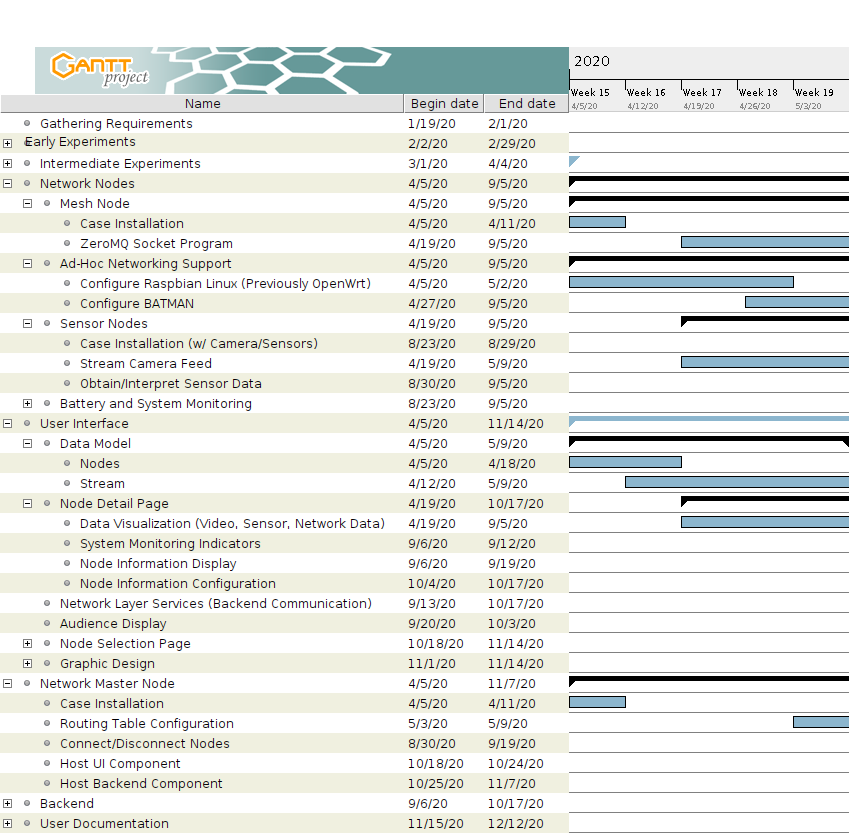 GANTT
project
2020
Week 15 Week 16 Week 17 Week 18 Week 19
4/5/20 4/12/20 4/19/20 4/26/20 5/3/20
Name Begin date End date
Gathering Requirements 1/19/20 2/1/20
Early Experiments 2/2/20 2/29/20
Intermediate Experiments 3/1/20 4/4/20
Network Nodes 4/5/20 9/5/20
Mesh Node 4/5/20 9/5/20
Case Installation 4/5/20 4/11/20
ZeroMQ Socket Program 4/19/20 9/5/20
Ad-Hoc Networking Support 4/5/20 9/5/20
Configure Raspbian Linux (Previously OpenWrt) 4/5/20 5/2/20
Configure BATMAN 4/27/20 9/5/20
Sensor Nodes 4/19/20 9/5/20
Case Installation (w/ Camera/Sensors) 8/23/20 8/29/20
Stream Camera Feed 4/19/20 5/9/20
Obtain/Interpret Sensor Data 8/30/20 9/5/20
Battery and System Monitoring 8/23/20 9/5/20
User Interface 4/5/20 11/14/20
Data Model 4/5/20 5/9/20
Nodes 4/5/20 4/18/20
Stream 4/12/20 5/9/20
Node Detail Page 4/19/20 10/17/20
Data Visualization (Video, Sensor, Network Data) 4/19/20 9/5/20
System Monitoring Indicators 9/6/20 9/12/20
Node Information Display 9/6/20 9/19/20
Node Information Configuration 10/4/20 10/17/20
Network Layer Services (Backend Communication) 9/13/20 10/17/20
Audience Display 9/20/20 10/3/20
Node Selection Page 10/18/20 11/14/20
Graphic Design 11/1/20 11/14/20
Network Master Node 4/5/20 11/7/20
Case Installation 4/5/20 4/11/20
Routing Table Configuration 5/3/20 5/9/20
Connect/Disconnect Nodes 8/30/20 9/19/20
Host UI Component 10/18/20 10/24/20
Host Backend Component 10/25/20 11/7/20
Backend 9/6/20 10/17/20
User Documentation 11/15/20 12/12/20